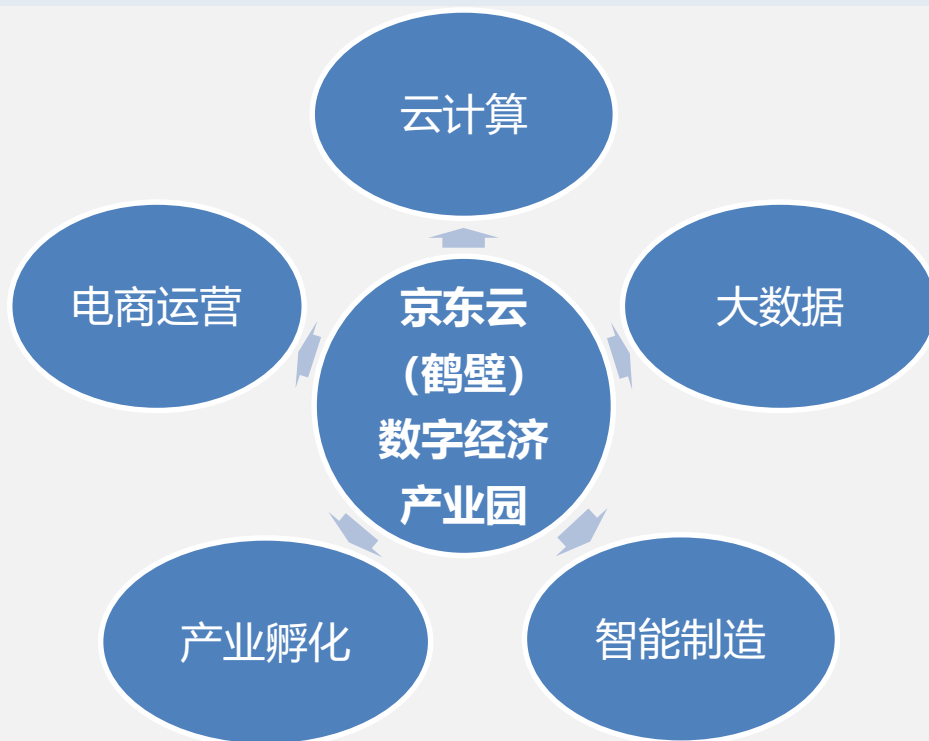 云计算
电商运营
大数据
京东云
（鹤壁）
数字经济
产业园
产业孵化
智能制造